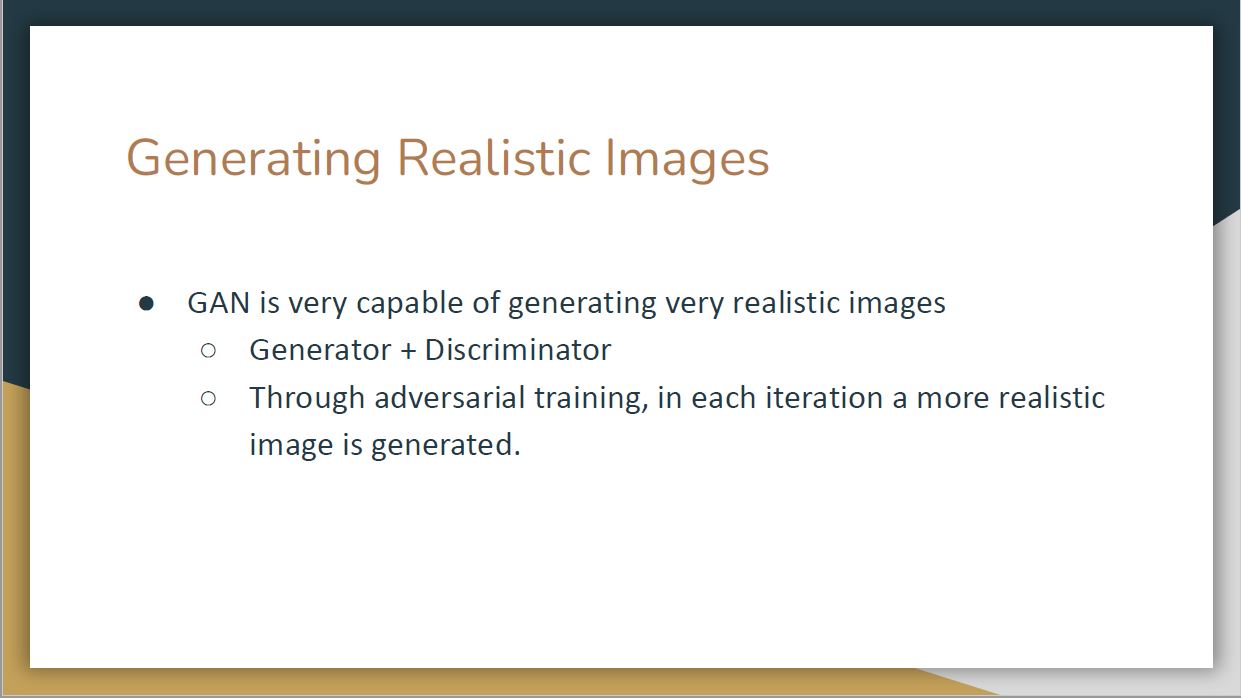 Generating Realistic Images
● GAN is very capable of generating very realistic images
○ Generator + Discriminator
○ Through adversarial training, in each iteration a more realistic
image is generated.